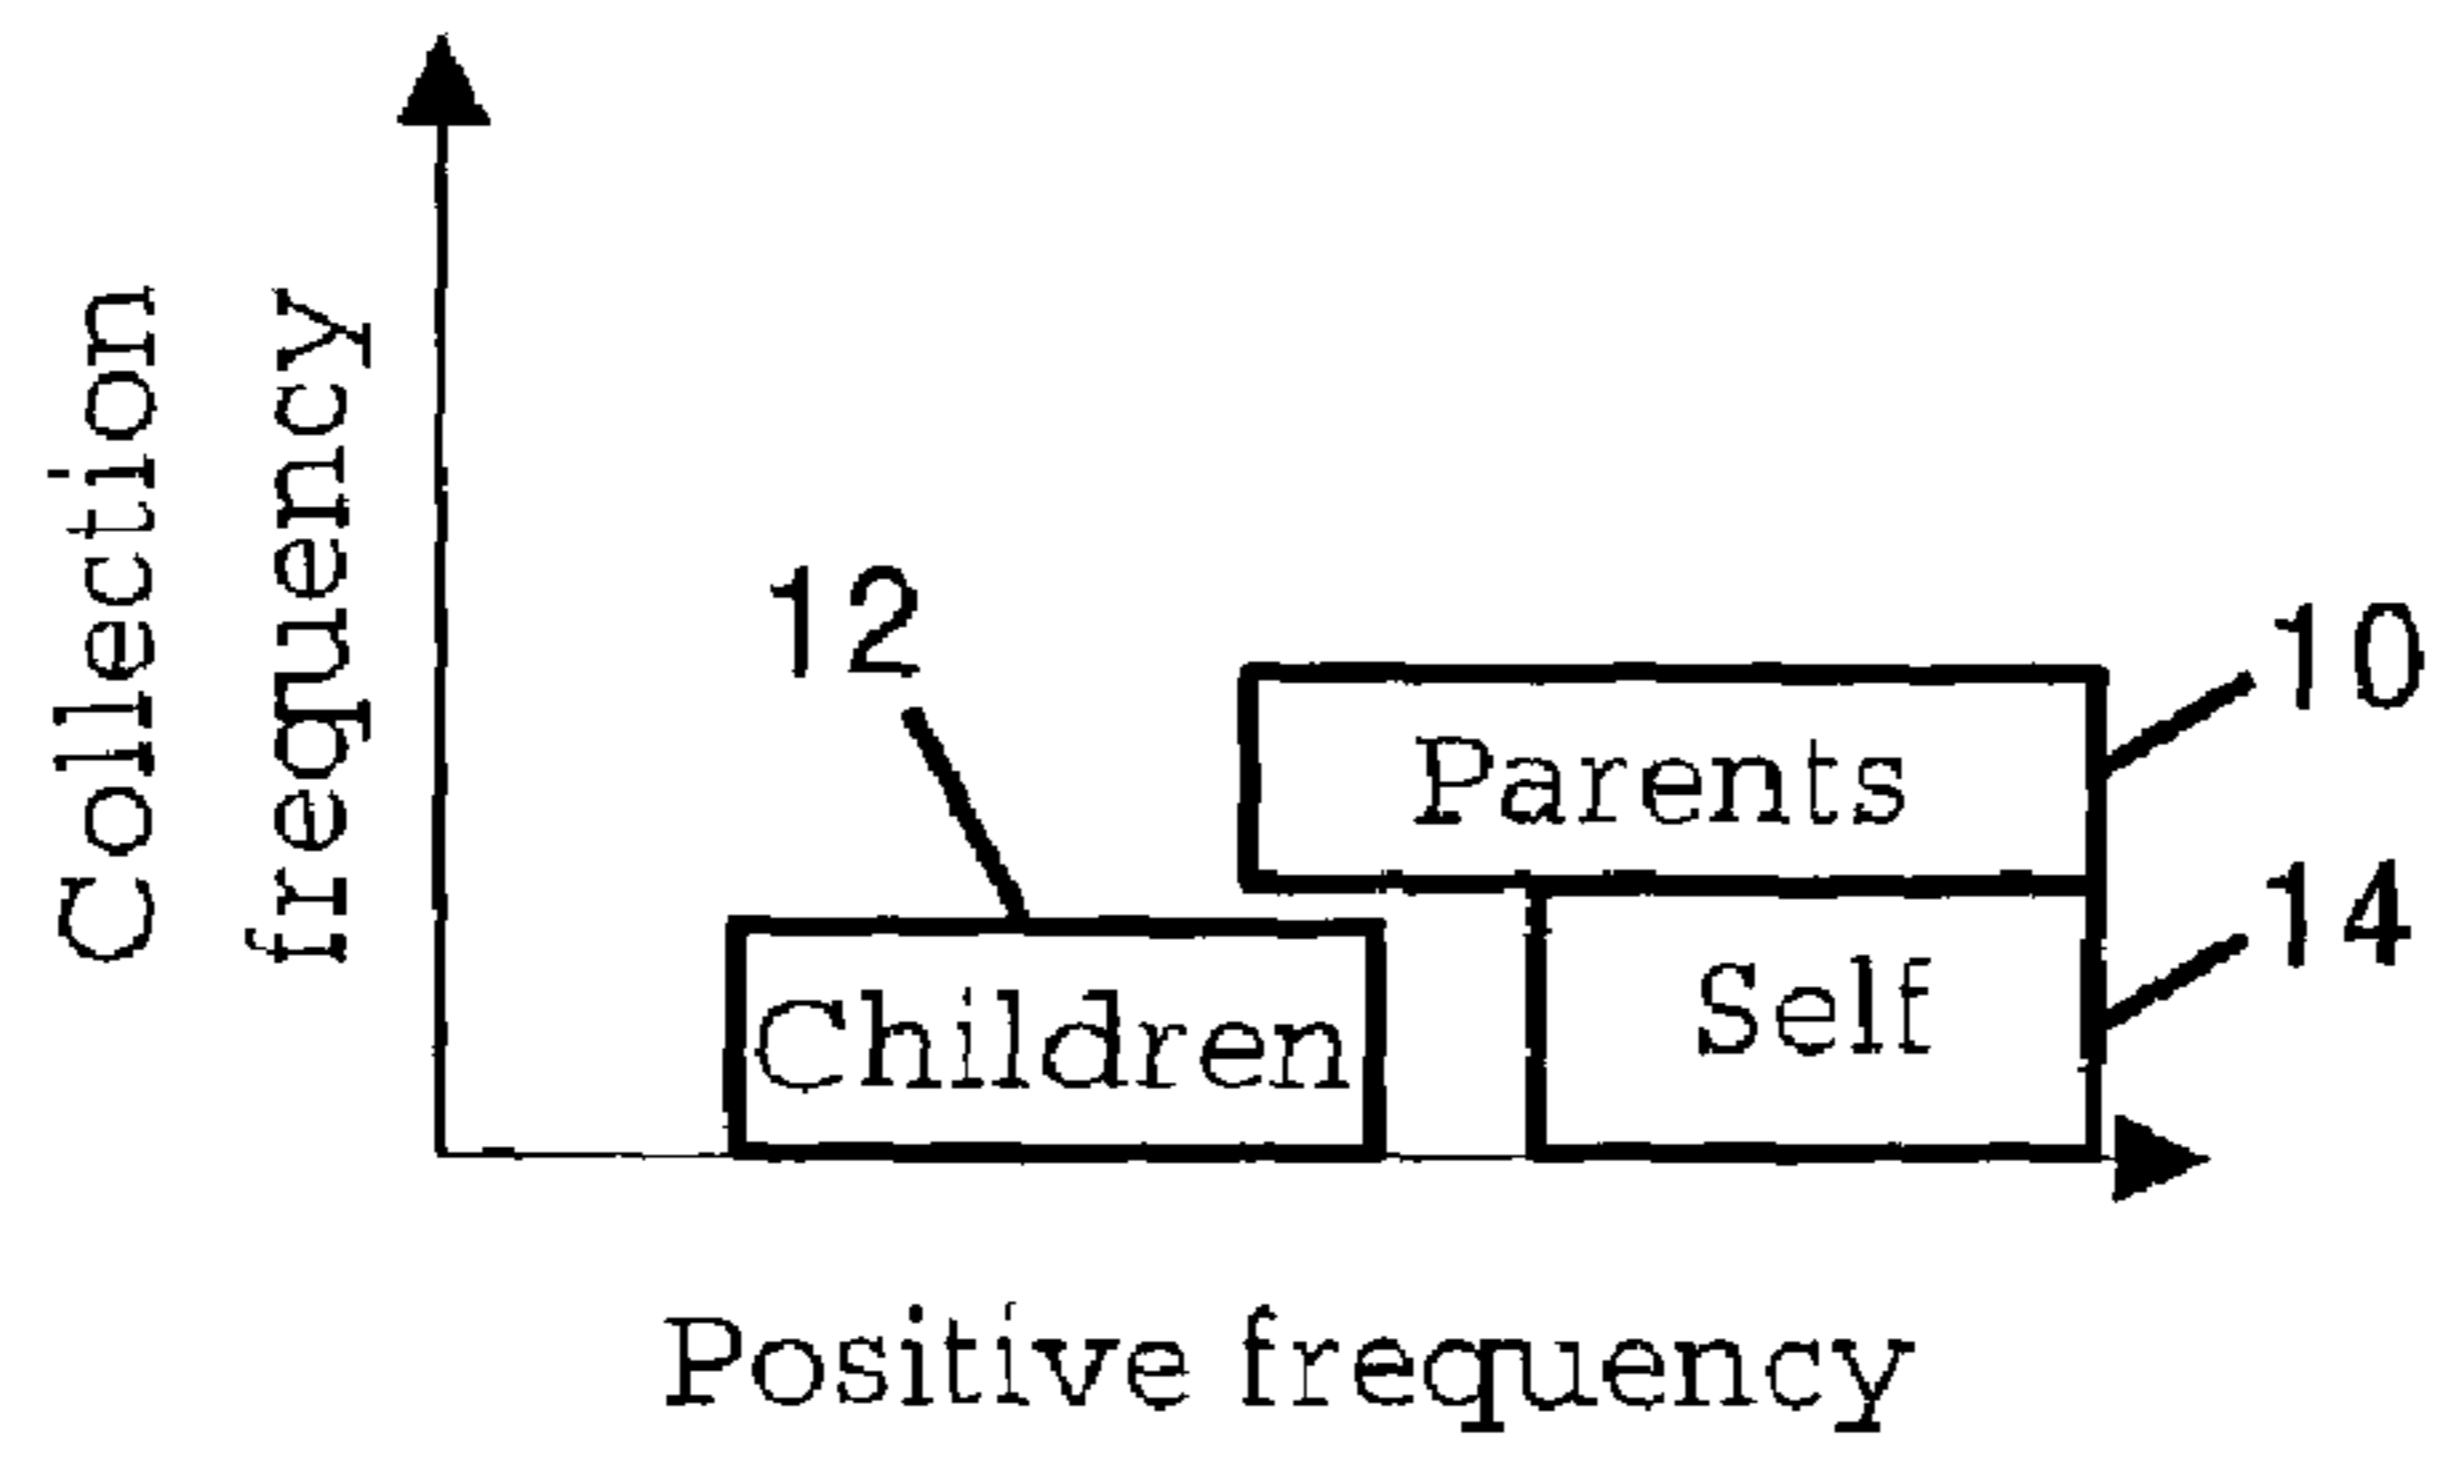 Collection
frequency
12
10
Parents
14
Self
Children
Positive frequency